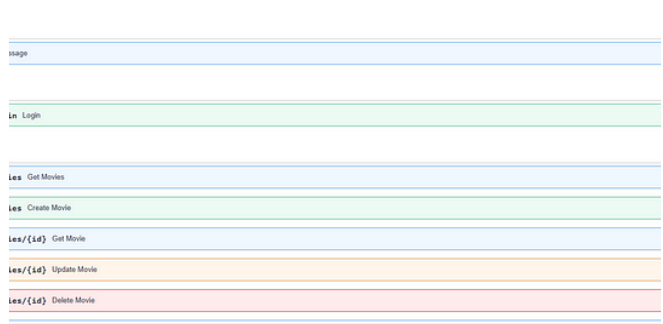 ssage
in Login
ies Get Movies
ies Create Movie
ies/{id} Get Movie
ies/{id} Update Movie
ies/{id} Delete Movie